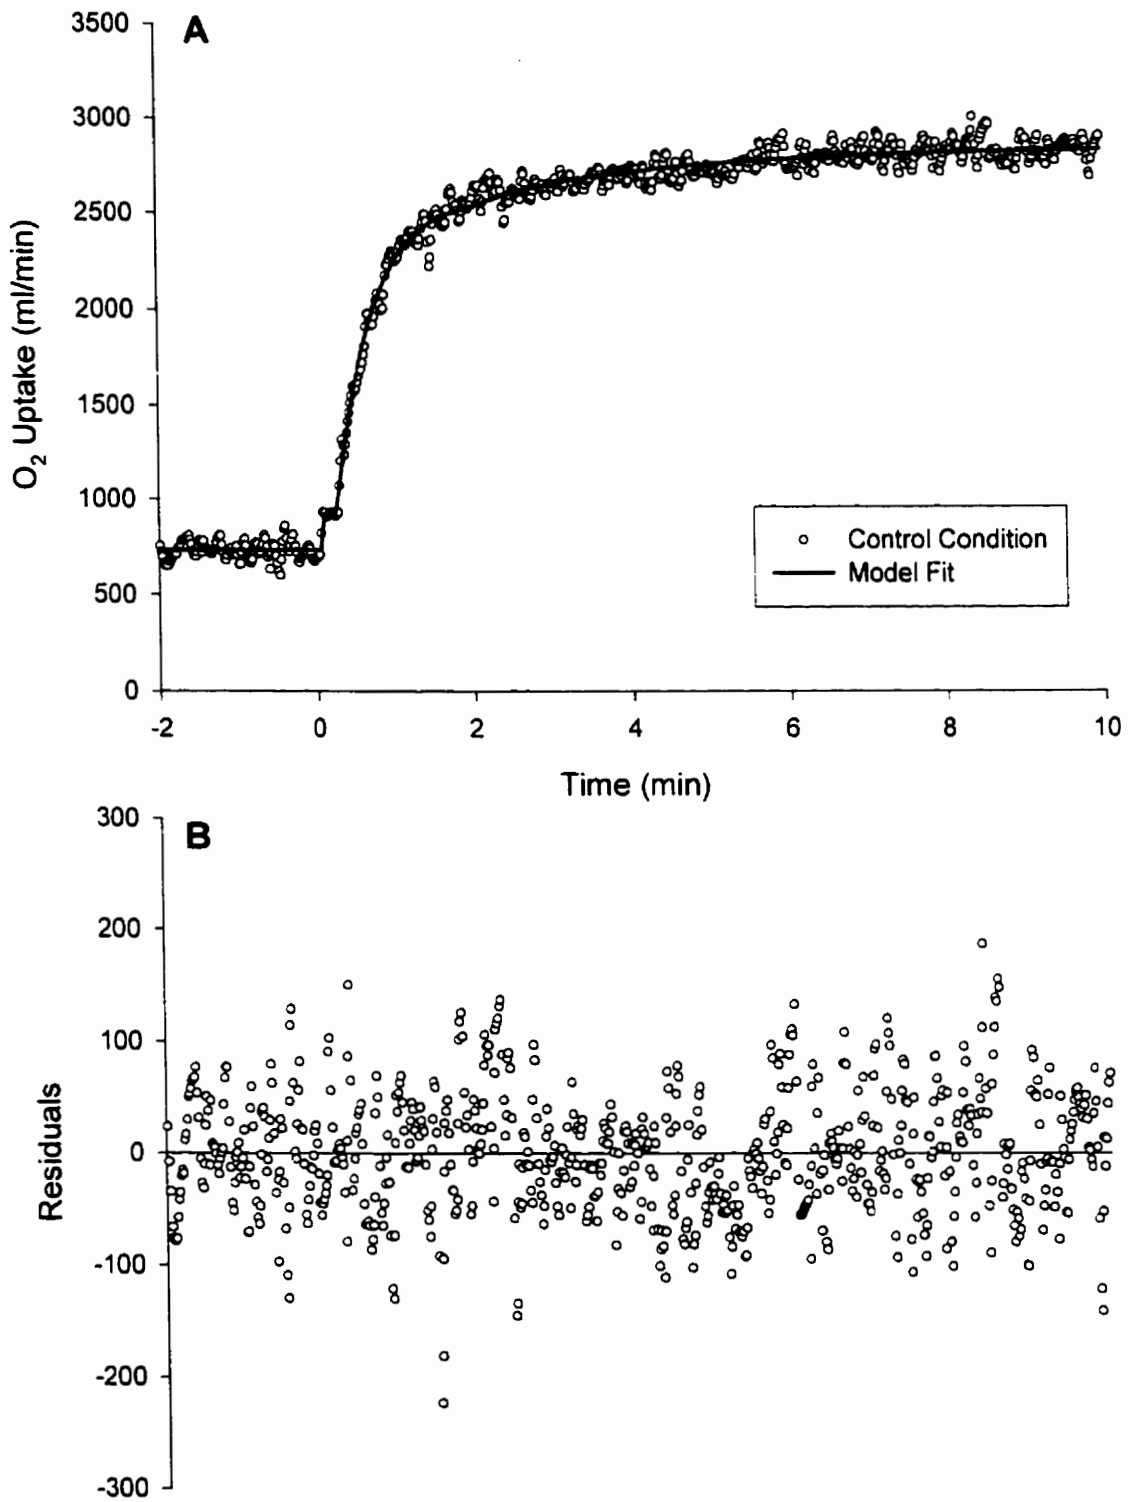 A
3500
3000
2500
2000
1500
1000
500
0
O2 Uptake (ml/min)
Control Condition
Model Fit
-2 0 2 4 6 8 10
Time (min)
B
300
200
100
0
-100
-200
-300
Residuals